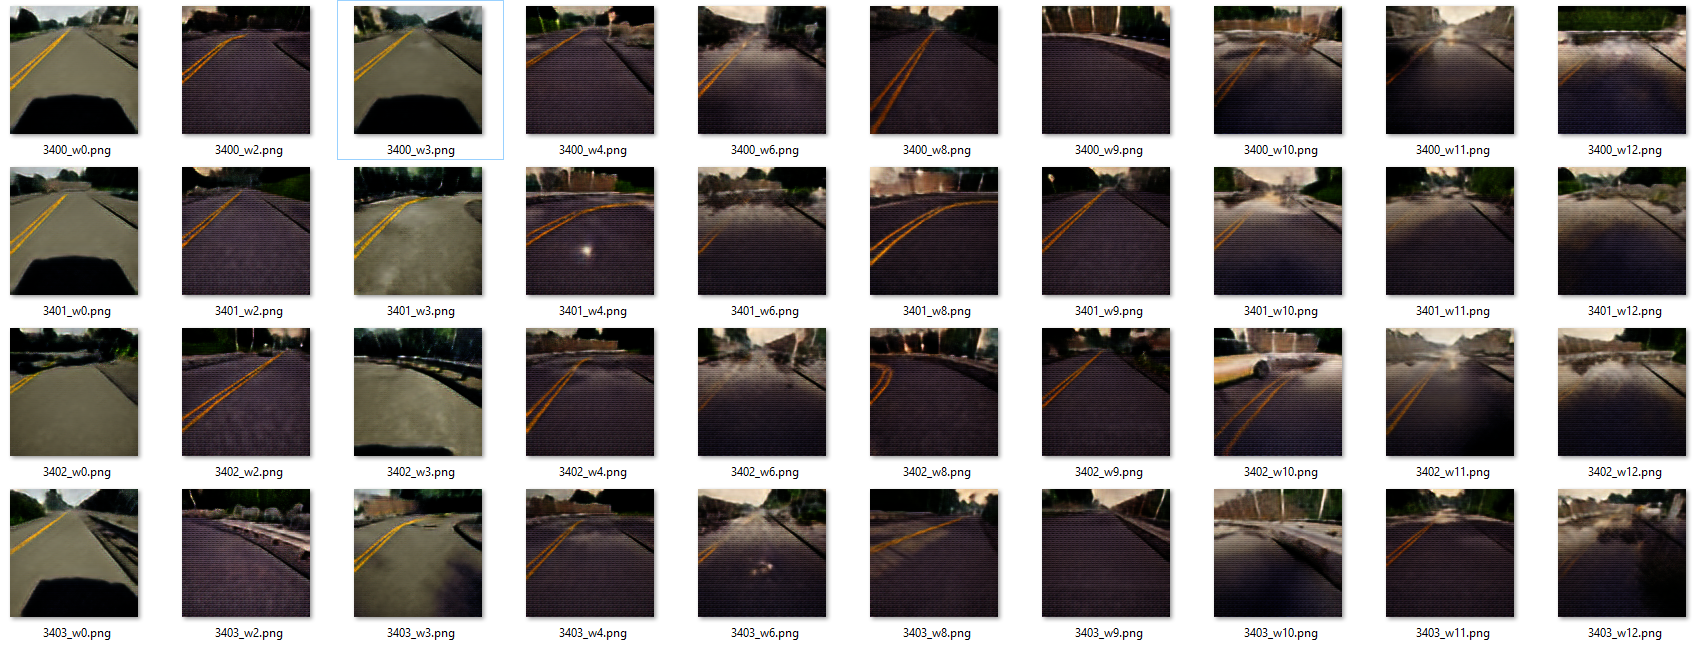 3400_w0.png 3400_w2.png 3400_w3.png 3400_w4.png 3400_w6.png 3400_w8.png 3400_w9.png 3400_w10.png 3400_w11.png 3400_w12.png
3401_w0.png 3401_w2.png 3401_w3.png 3401_w4.png 3401_w6.png 3401_w8.png 3401_w9.png 3401_w10.png 3401_w11.png 3401_w12.png
3402_w0.png 3402_w2.png 3402_w3.png 3402_w4.png 3402_w6.png 3402_w8.png 3402_w9.png 3402_w10.png 3402_w11.png 3402_w12.png
3403_w0.png 3403_w2.png 3403_w3.png 3403_w4.png 3403_w6.png 3403_w8.png 3403_w9.png 3403_w10.png 3403_w11.png 3403_w12.png